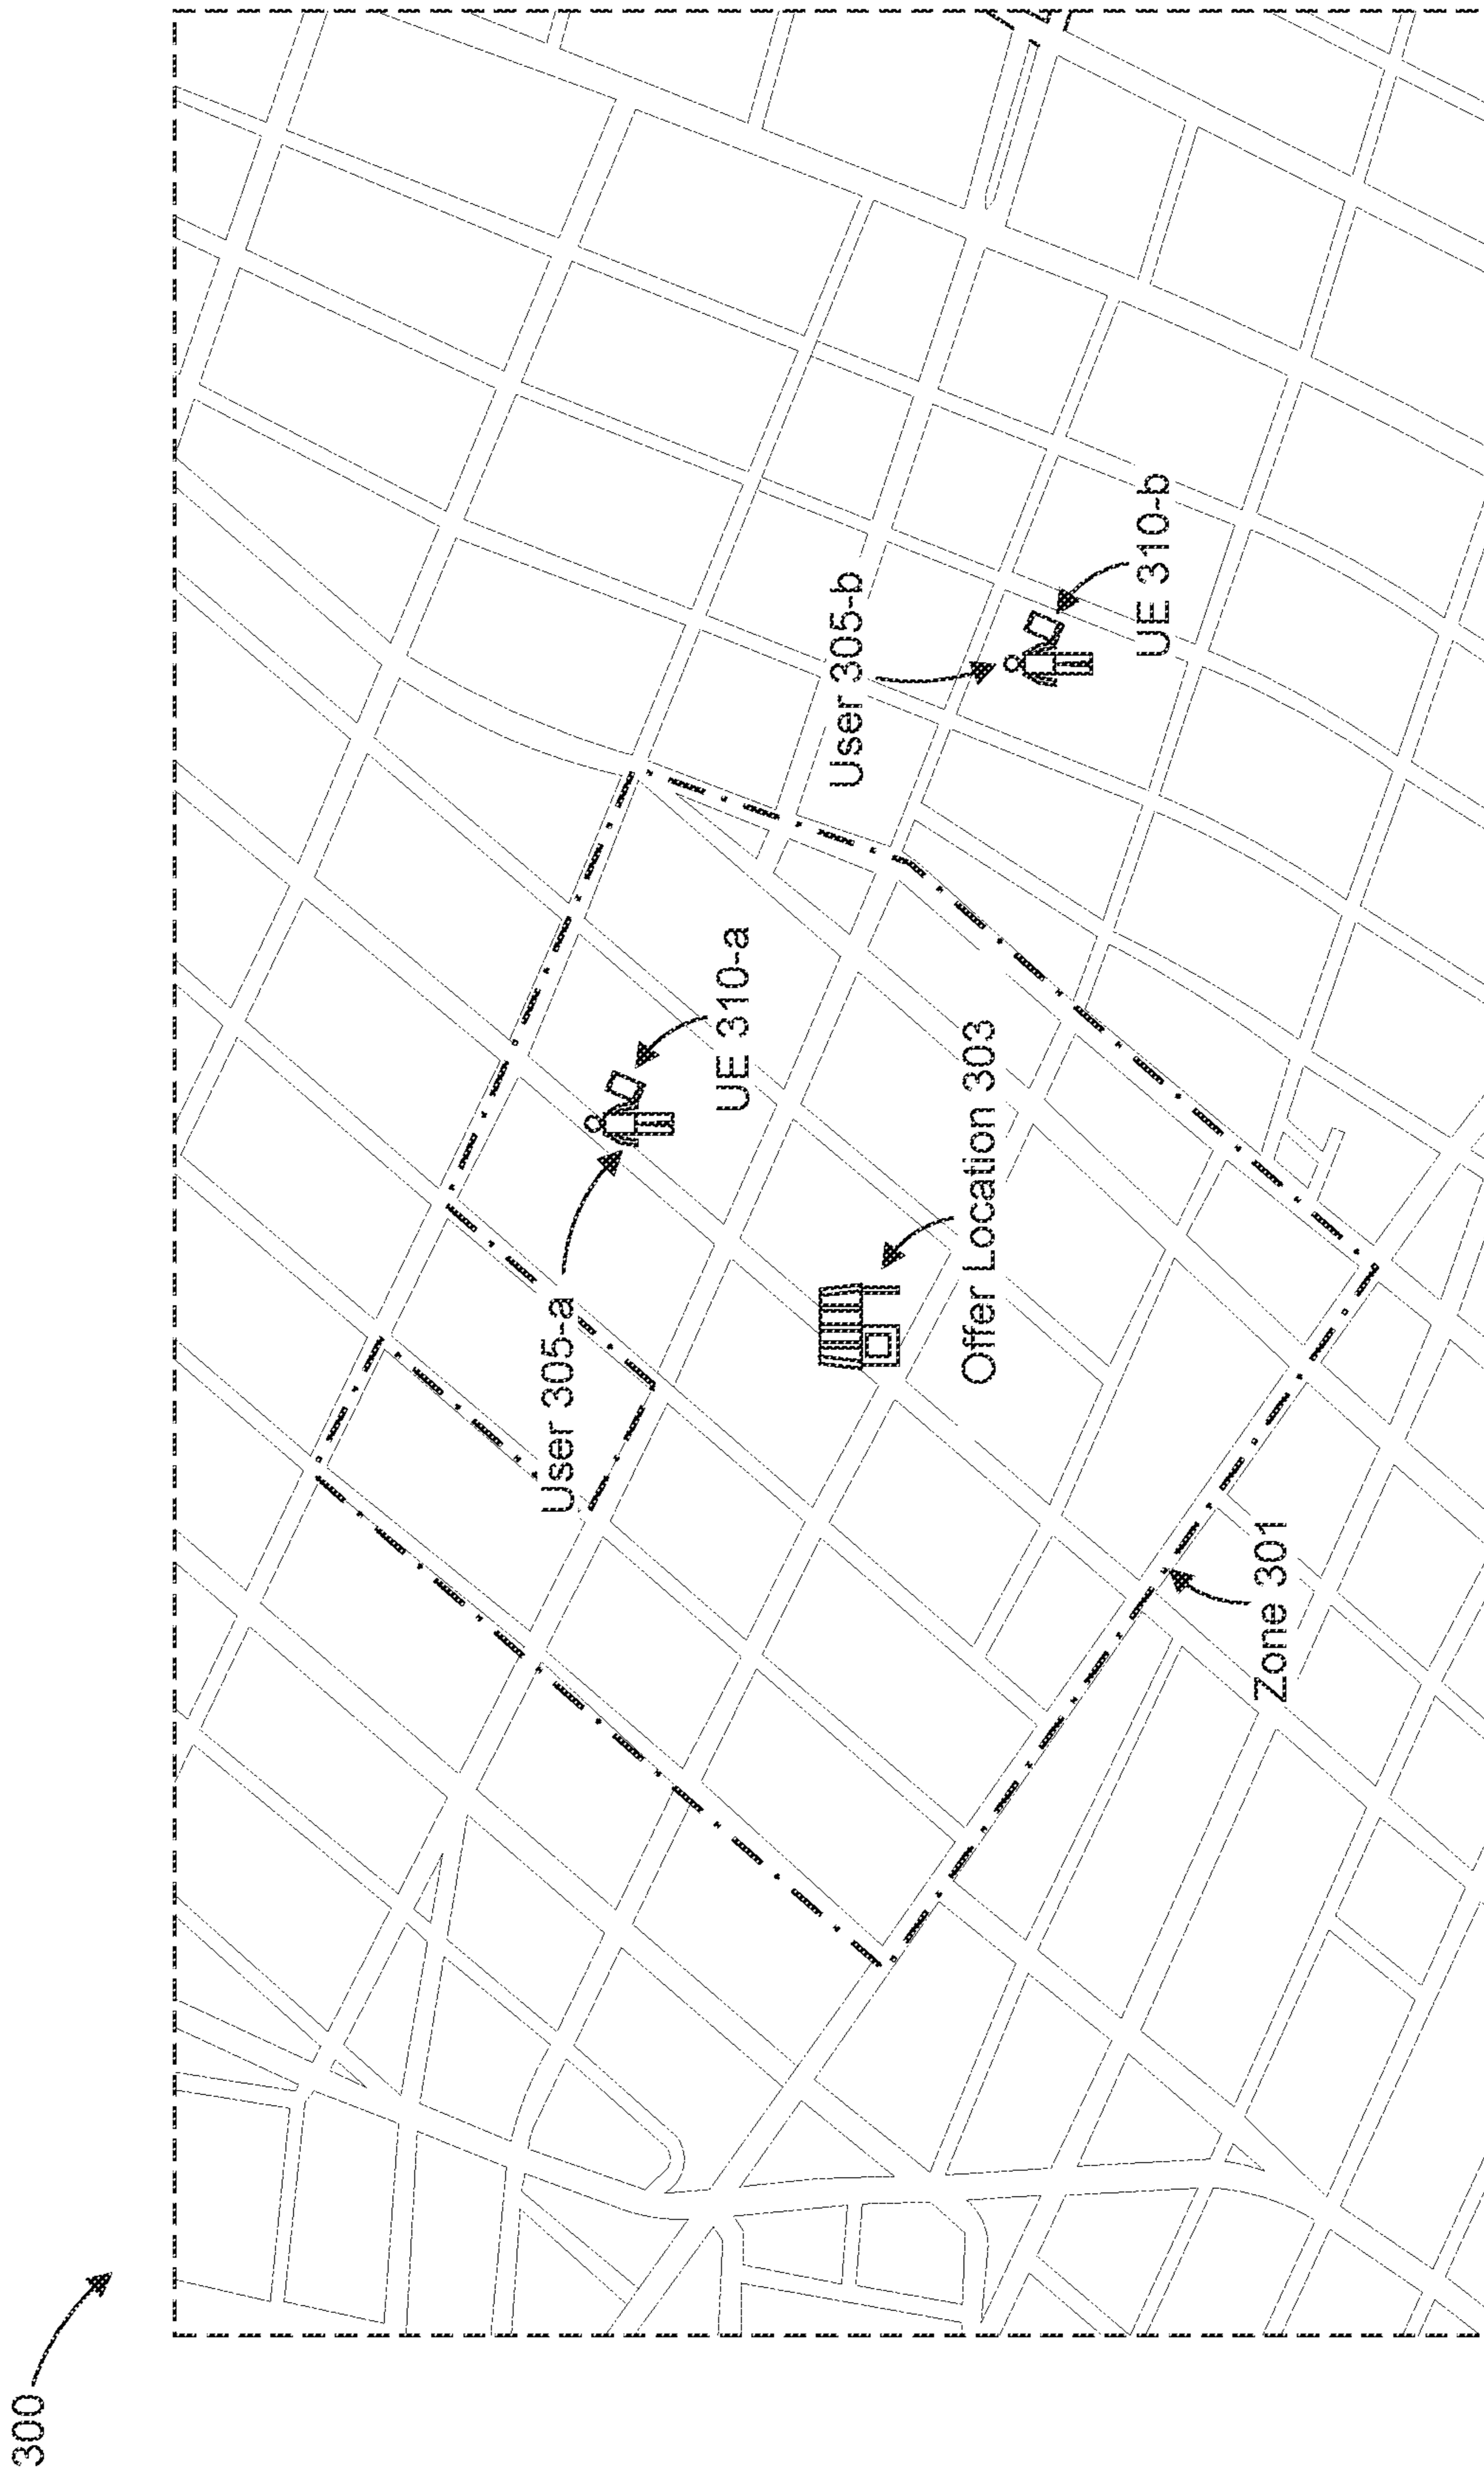 300
User 305-a
UE 310-a
User 305-b
UE 310-b
Offer Location 303
Zone 301